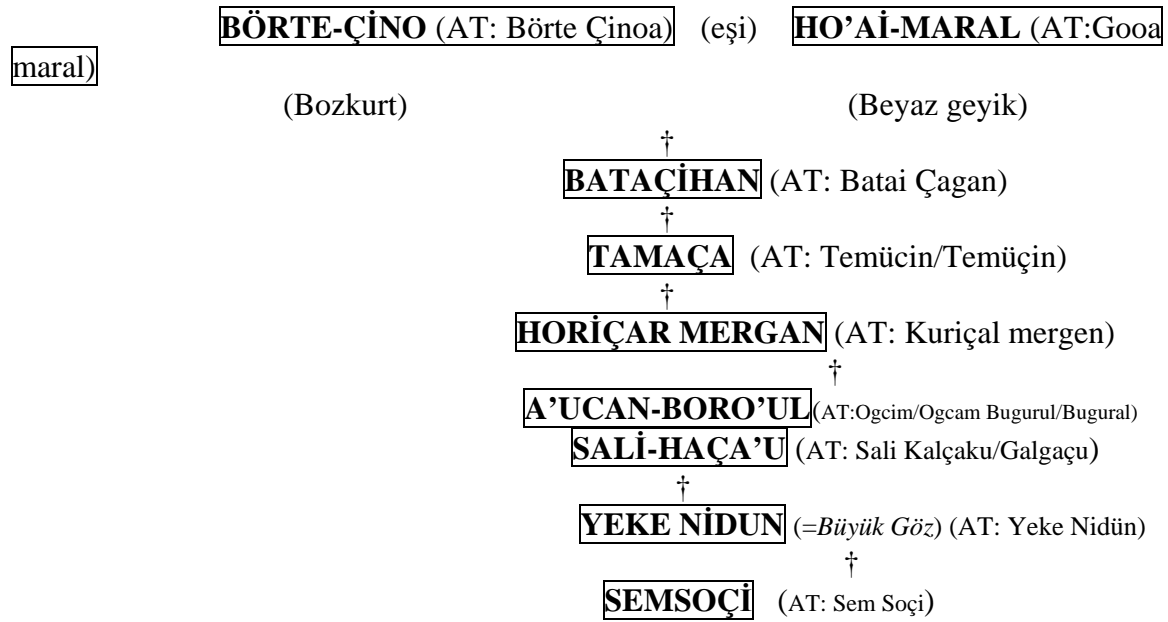 BÖRTE-ÇİNO (AT: Börte Çinoa) (eşi) HO’Aİ-MARAL (AT:Gooa
maral)
(Bozkurt) (Beyaz geyik)
†
BATAÇİHAN (AT: Batai Çagan)
†
TAMAÇA (AT: Temücin/Temüçin)
†
HORİÇAR MERGAN (AT: Kuriçal mergen)
†
A’UCAN-BORO’UL(AT:Ogcim/Ogcam Bugurul/Bugural)
SALİ-HAÇA’U (AT: Sali Kalçaku/Galgaçu)
†
YEKE NİDUN (=Büyük Göz) (AT: Yeke Nidün)
†
SEMSOÇİ (AT: Sem Soçi)